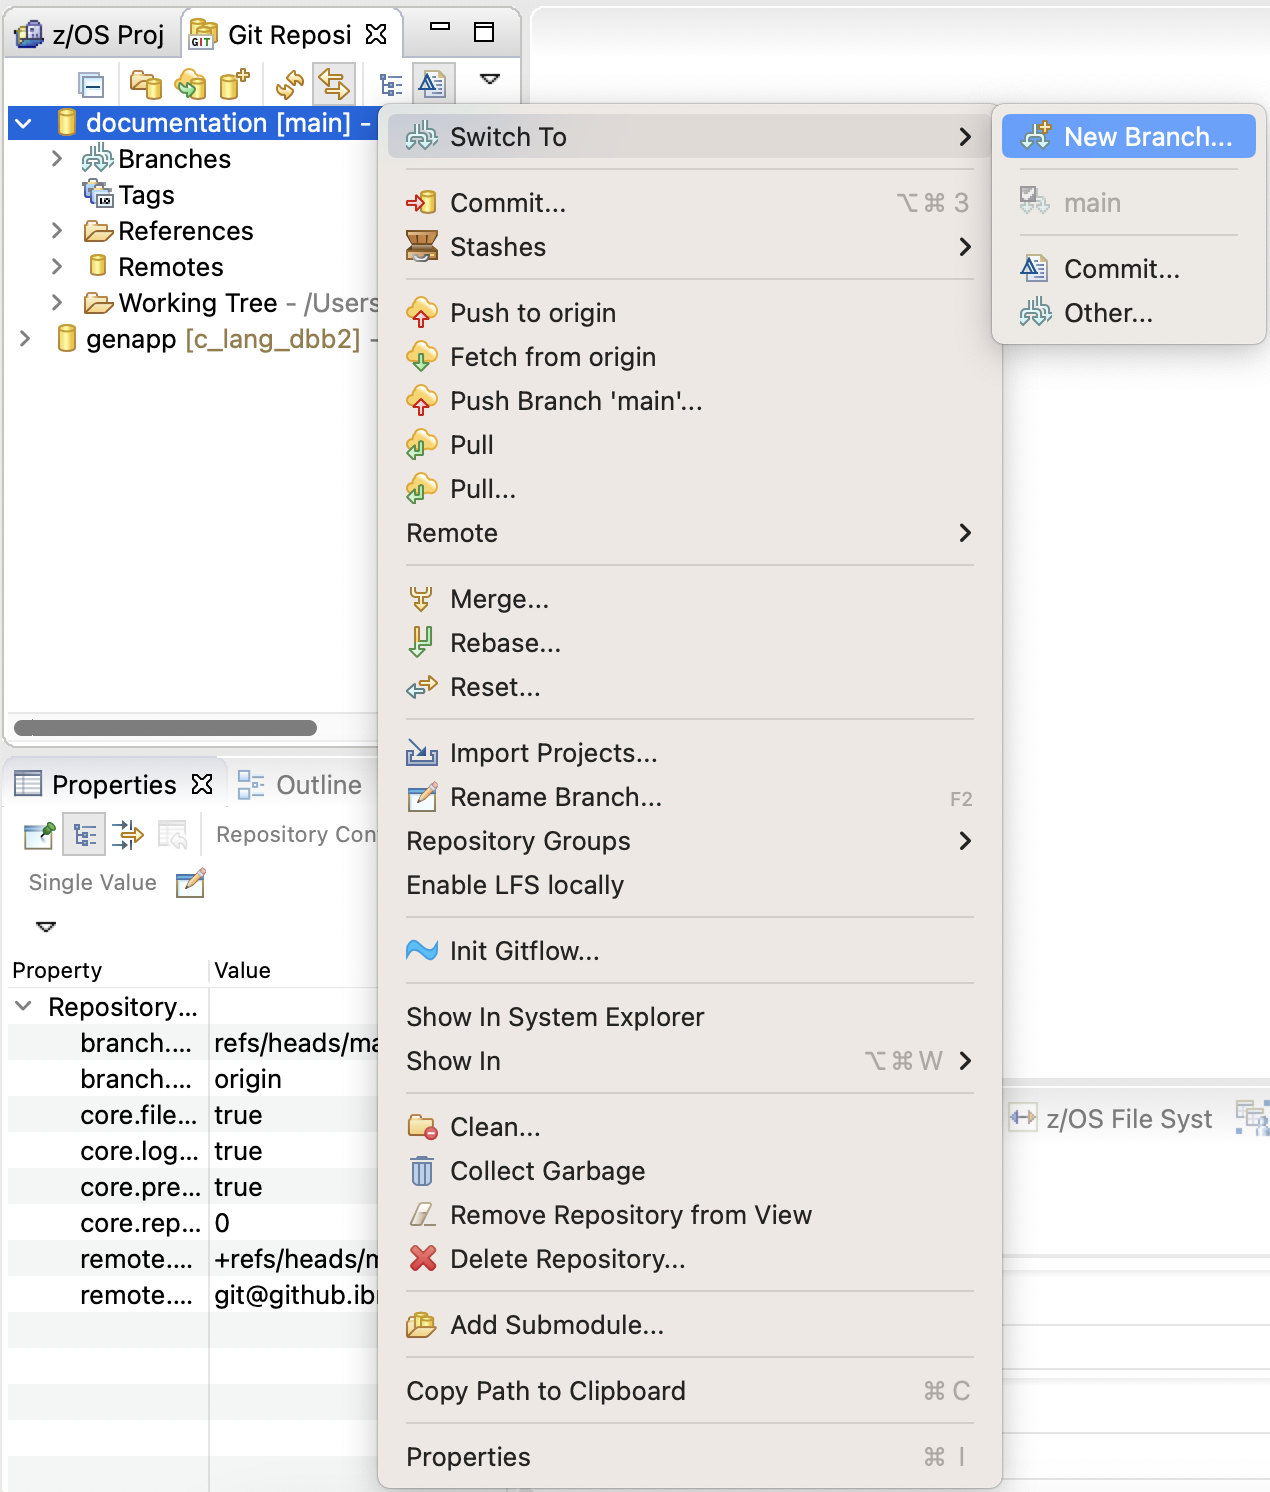 z/OS Proj
Git Reposi
documentation [main] -
Branches
Tags
References
Remotes
Working Tree - /Users
genapp [c_lang_dbb2] -
Switch To
Commit... ⌥⌘ 3
Stashes
Push to origin
Fetch from origin
Push Branch 'main'...
Pull
Pull...
Remote
Merge...
Rebase...
Reset...
Import Projects...
Rename Branch... F2
Repository Groups
Enable LFS locally
Init Gitflow...
Show In System Explorer
Show In ⌥⌘W
Clean...
Collect Garbage
Remove Repository from View
Delete Repository...
Add Submodule...
Copy Path to Clipboard ⌘ C
Properties ⌘ I
New Branch...
main
Commit...
Other...
Properties
Outline
Repository Con
Single Value
Property Value
Repository...
branch.... refs/heads/ma
branch.... origin
core.file... true
core.log... true
core.pre... true
core.rep... 0
remote.... +refs/heads/m
remote.... git@github.ib
z/OS File Syst